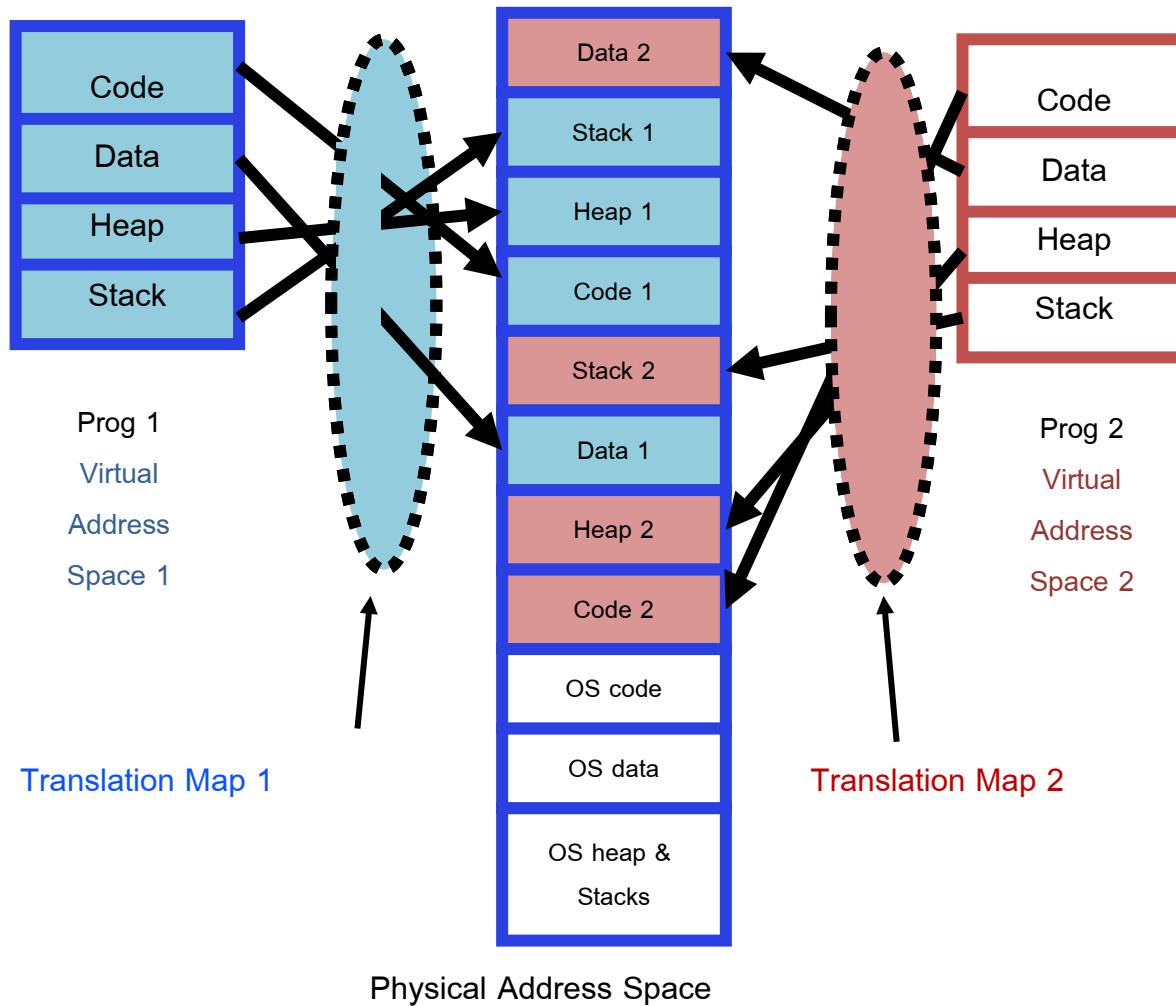 Code
Data
Heap
Stack
Prog 1
Virtual
Address
Space 1
Translation Map 1
Data 2
Stack 1
Heap 1
Code 1
Stack 2
Data 1
Heap 2
Code 2
OS code
OS data
OS heap &
Stacks
Physical Address Space
Code
Data
Heap
Stack
Prog 2
Virtual
Address
Space 2
Translation Map 2